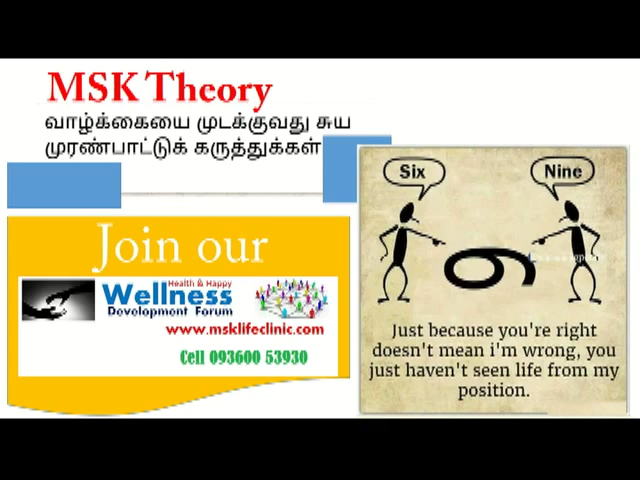 MSK Theory
வாழ்க்கையை முடக்குவது சுய
முரண்பாட்டுக் கருத்துக்கள்
Join our
Health & Happy
Wellness
Development Forum
www.msklifeclinic.com
Cell 093600 53930
Six
Nine
Just because you're right
doesn't mean i'm wrong, you
just haven't seen life from my
position.